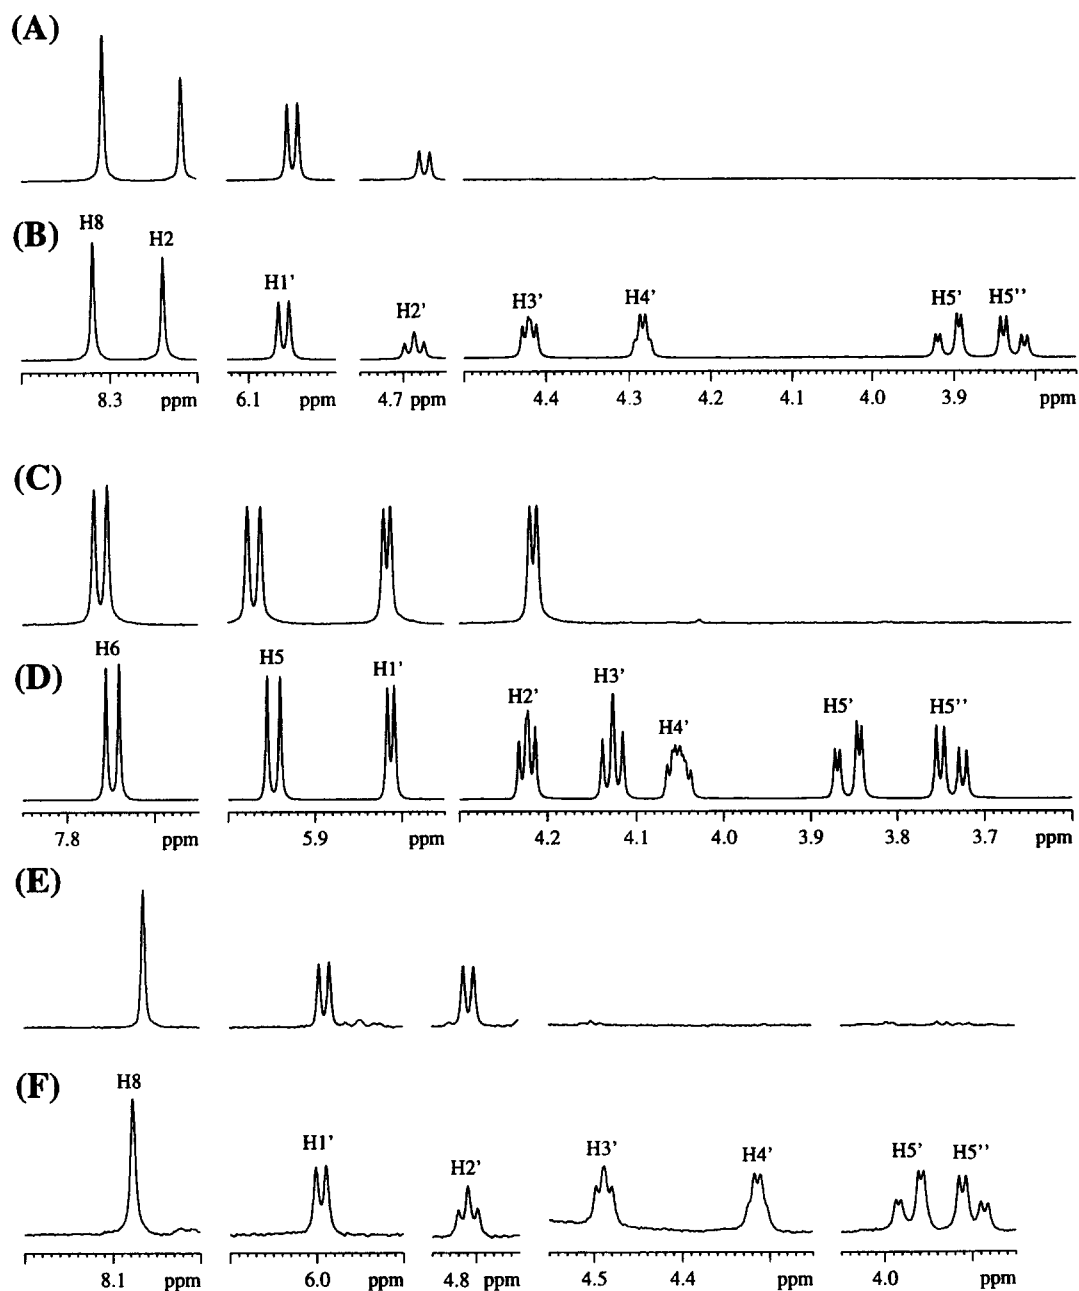 (A)
(B)
H8
H2
H1'
H2'
H3'
H4'
H5'
H5''
8.3 ppm
6.1 ppm
4.7 ppm
4.4 4.3 4.2 4.1 4.0 3.9 ppm
(C)
(D)
H6
H5
H1'
H2'
H3'
H4'
H5'
H5''
7.8 ppm
5.9 ppm
4.2 4.1 4.0 3.9 3.8 3.7 ppm
(E)
(F)
H8
H1'
H2'
H3'
H4'
H5'
H5''
8.1 ppm
6.0 ppm
4.8 ppm
4.5 4.4 ppm
4.0 ppm